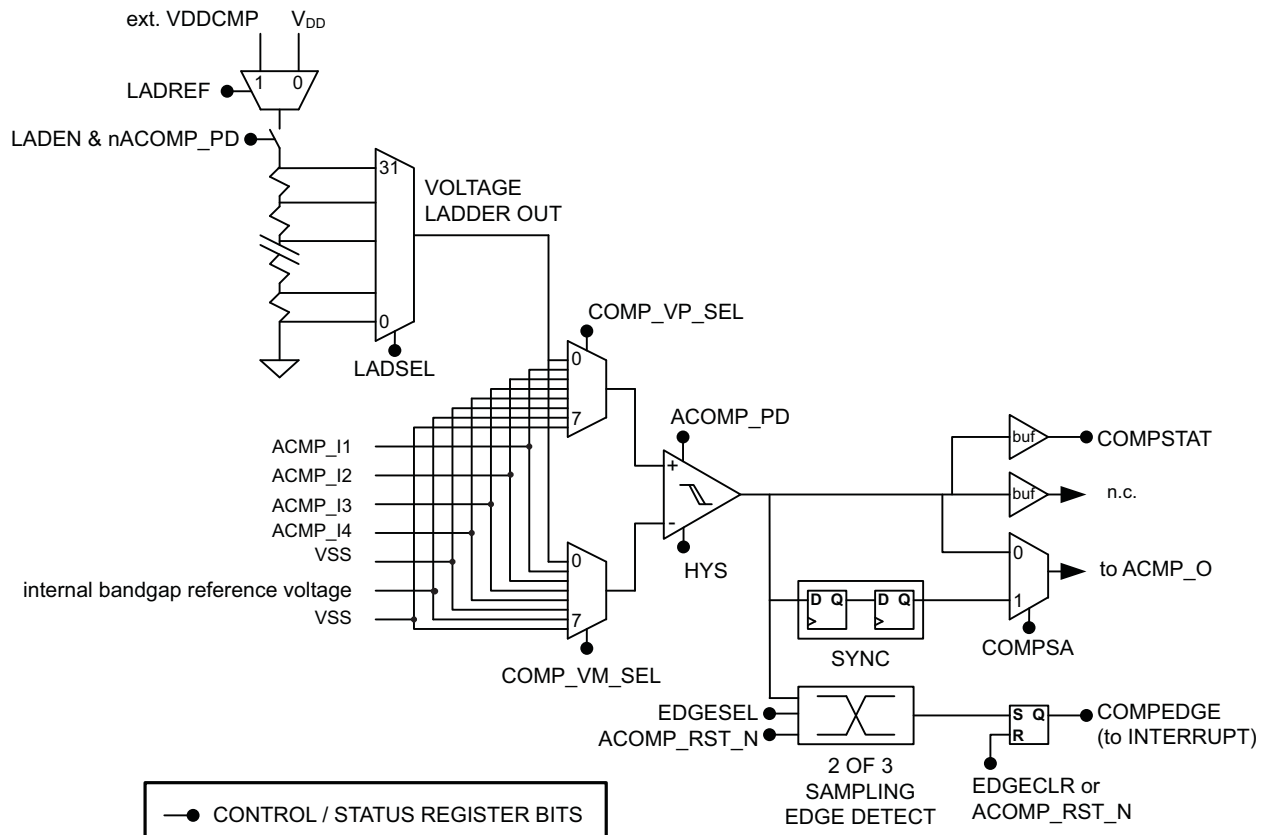 ext. VDDCMP VDD
1 0
LADREF
LADEN & nACOMP_PD
31
VOLTAGE
LADDER OUT
0
LADSEL
COMP_VP_SEL
0
7
ACMP_I1
ACMP_I2
ACMP_I3
ACMP_I4
VSS
internal bandgap reference voltage
VSS
0
7
COMP_VM_SEL
ACOMP_PD
+
-
HYS
buf
COMPSTAT
buf
n.c.
0
1
to ACMP_O
COMPSA
D Q D Q
SYNC
EDGESEL
ACOMP_RST_N
2 OF 3
SAMPLING
EDGE DETECT
S Q
R
COMPEDGE
(to INTERRUPT)
EDGECLR or
ACOMP_RST_N
CONTROL / STATUS REGISTER BITS